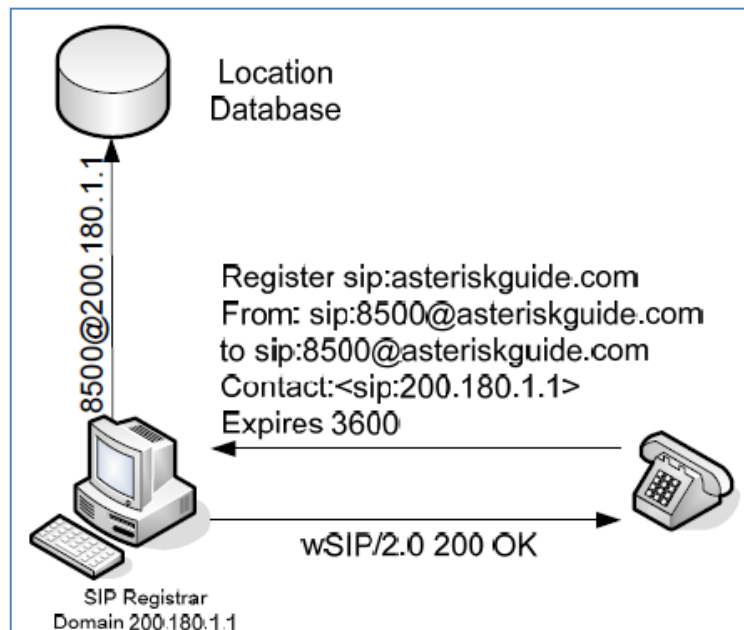 Location
Database
8500@200.180.1.1
Register sip:asteriskguide.com
From: sip:8500@asteriskguide.com
to sip:8500@asteriskguide.com
Contact:<sip:200.180.1.1>
Expires 3600
wSIP/2.0 200 OK
SIP Registrar
Domain 200.180.1.1